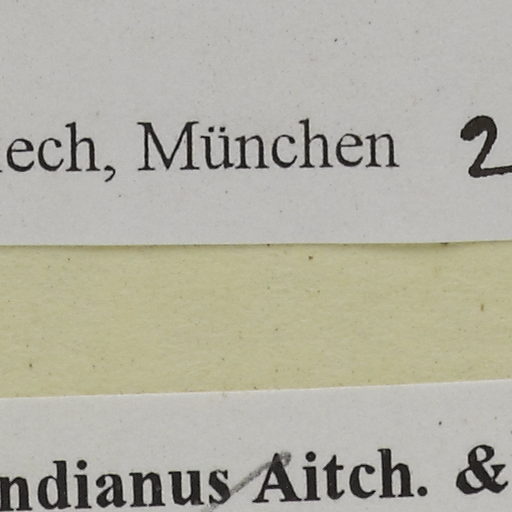 ech, München 2
ndianus Aitch. &